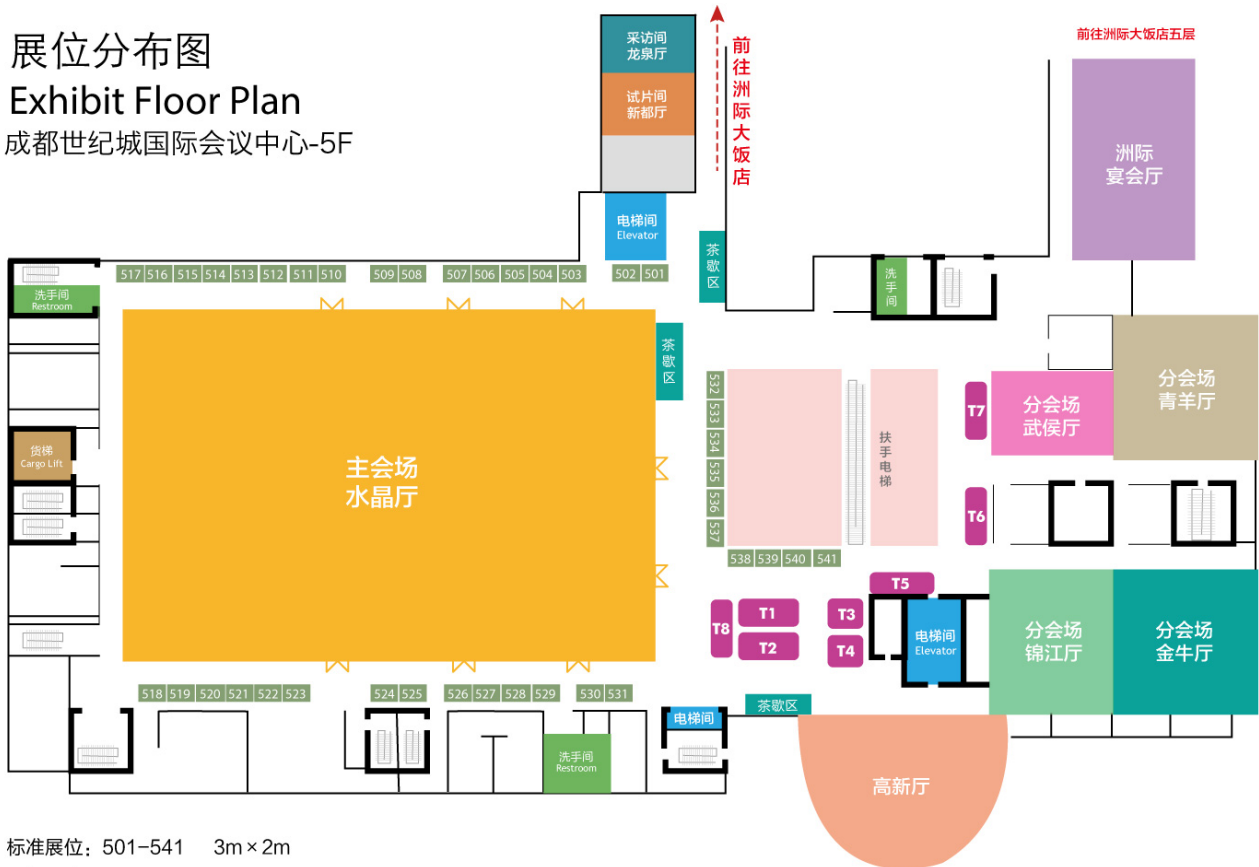 展位分布图
Exhibit Floor Plan
成都世纪城国际会议中心-5F
采访间
龙泉厅
试片间
新都厅
前往洲际大饭店
前往洲际大饭店五层
洲际
宴会厅
电梯间
Elevator
茶歇区
洗手间
洗手间
Restroom
517 516 515 514 513 512 511 510 509 508 507 506 505 504 503 502 501
茶歇区
主会场
水晶厅
货梯
Cargo Lift
532
533
534
535
536
537
扶手电梯
T7
分会场
武侯厅
分会场
青羊厅
T6
538 539 540 541
T5
T8
T1
T2
T3
T4
电梯间
Elevator
分会场
锦江厅
分会场
金牛厅
518 519 520 521 522 523 524 525 526 527 528 529 530 531
茶歇区
电梯间
洗手间
Restroom
高新厅
标准展位：501-541 3m×2m